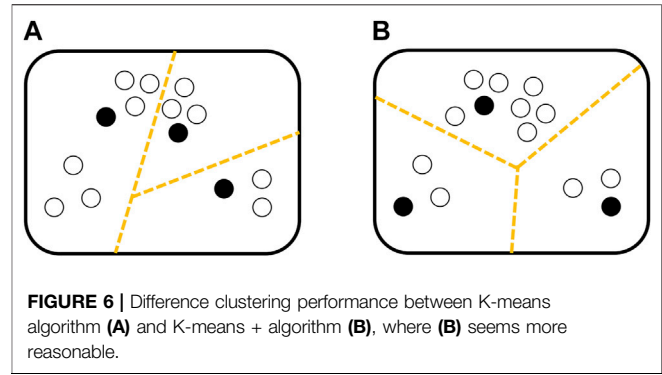 A
B
FIGURE 6 | Difference clustering performance between K-means
algorithm (A) and K-means + algorithm (B), where (B) seems more
reasonable.